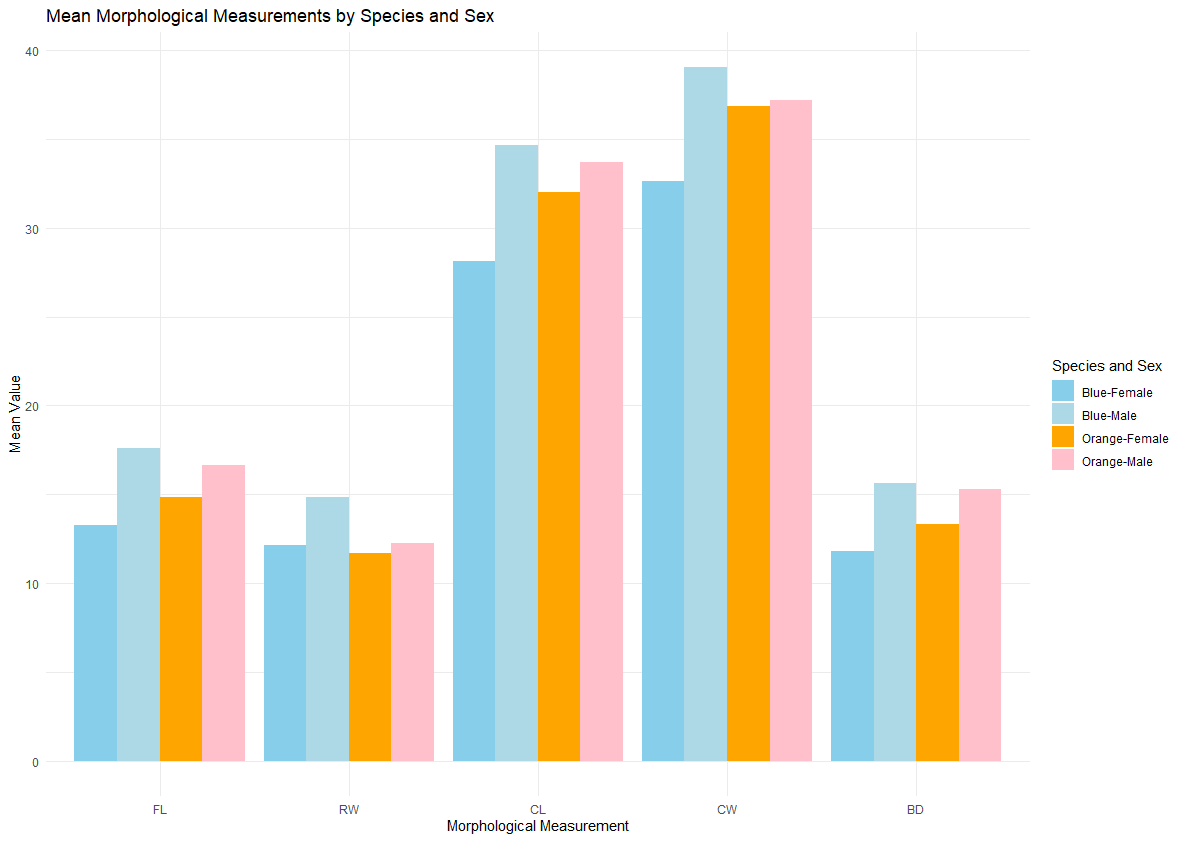 Mean Morphological Measurements by Species and Sex
40
30
20
10
0
Mean Value
FL RW CL CW BD
Morphological Measurement
Species and Sex
Blue-Female
Blue-Male
Orange-Female
Orange-Male